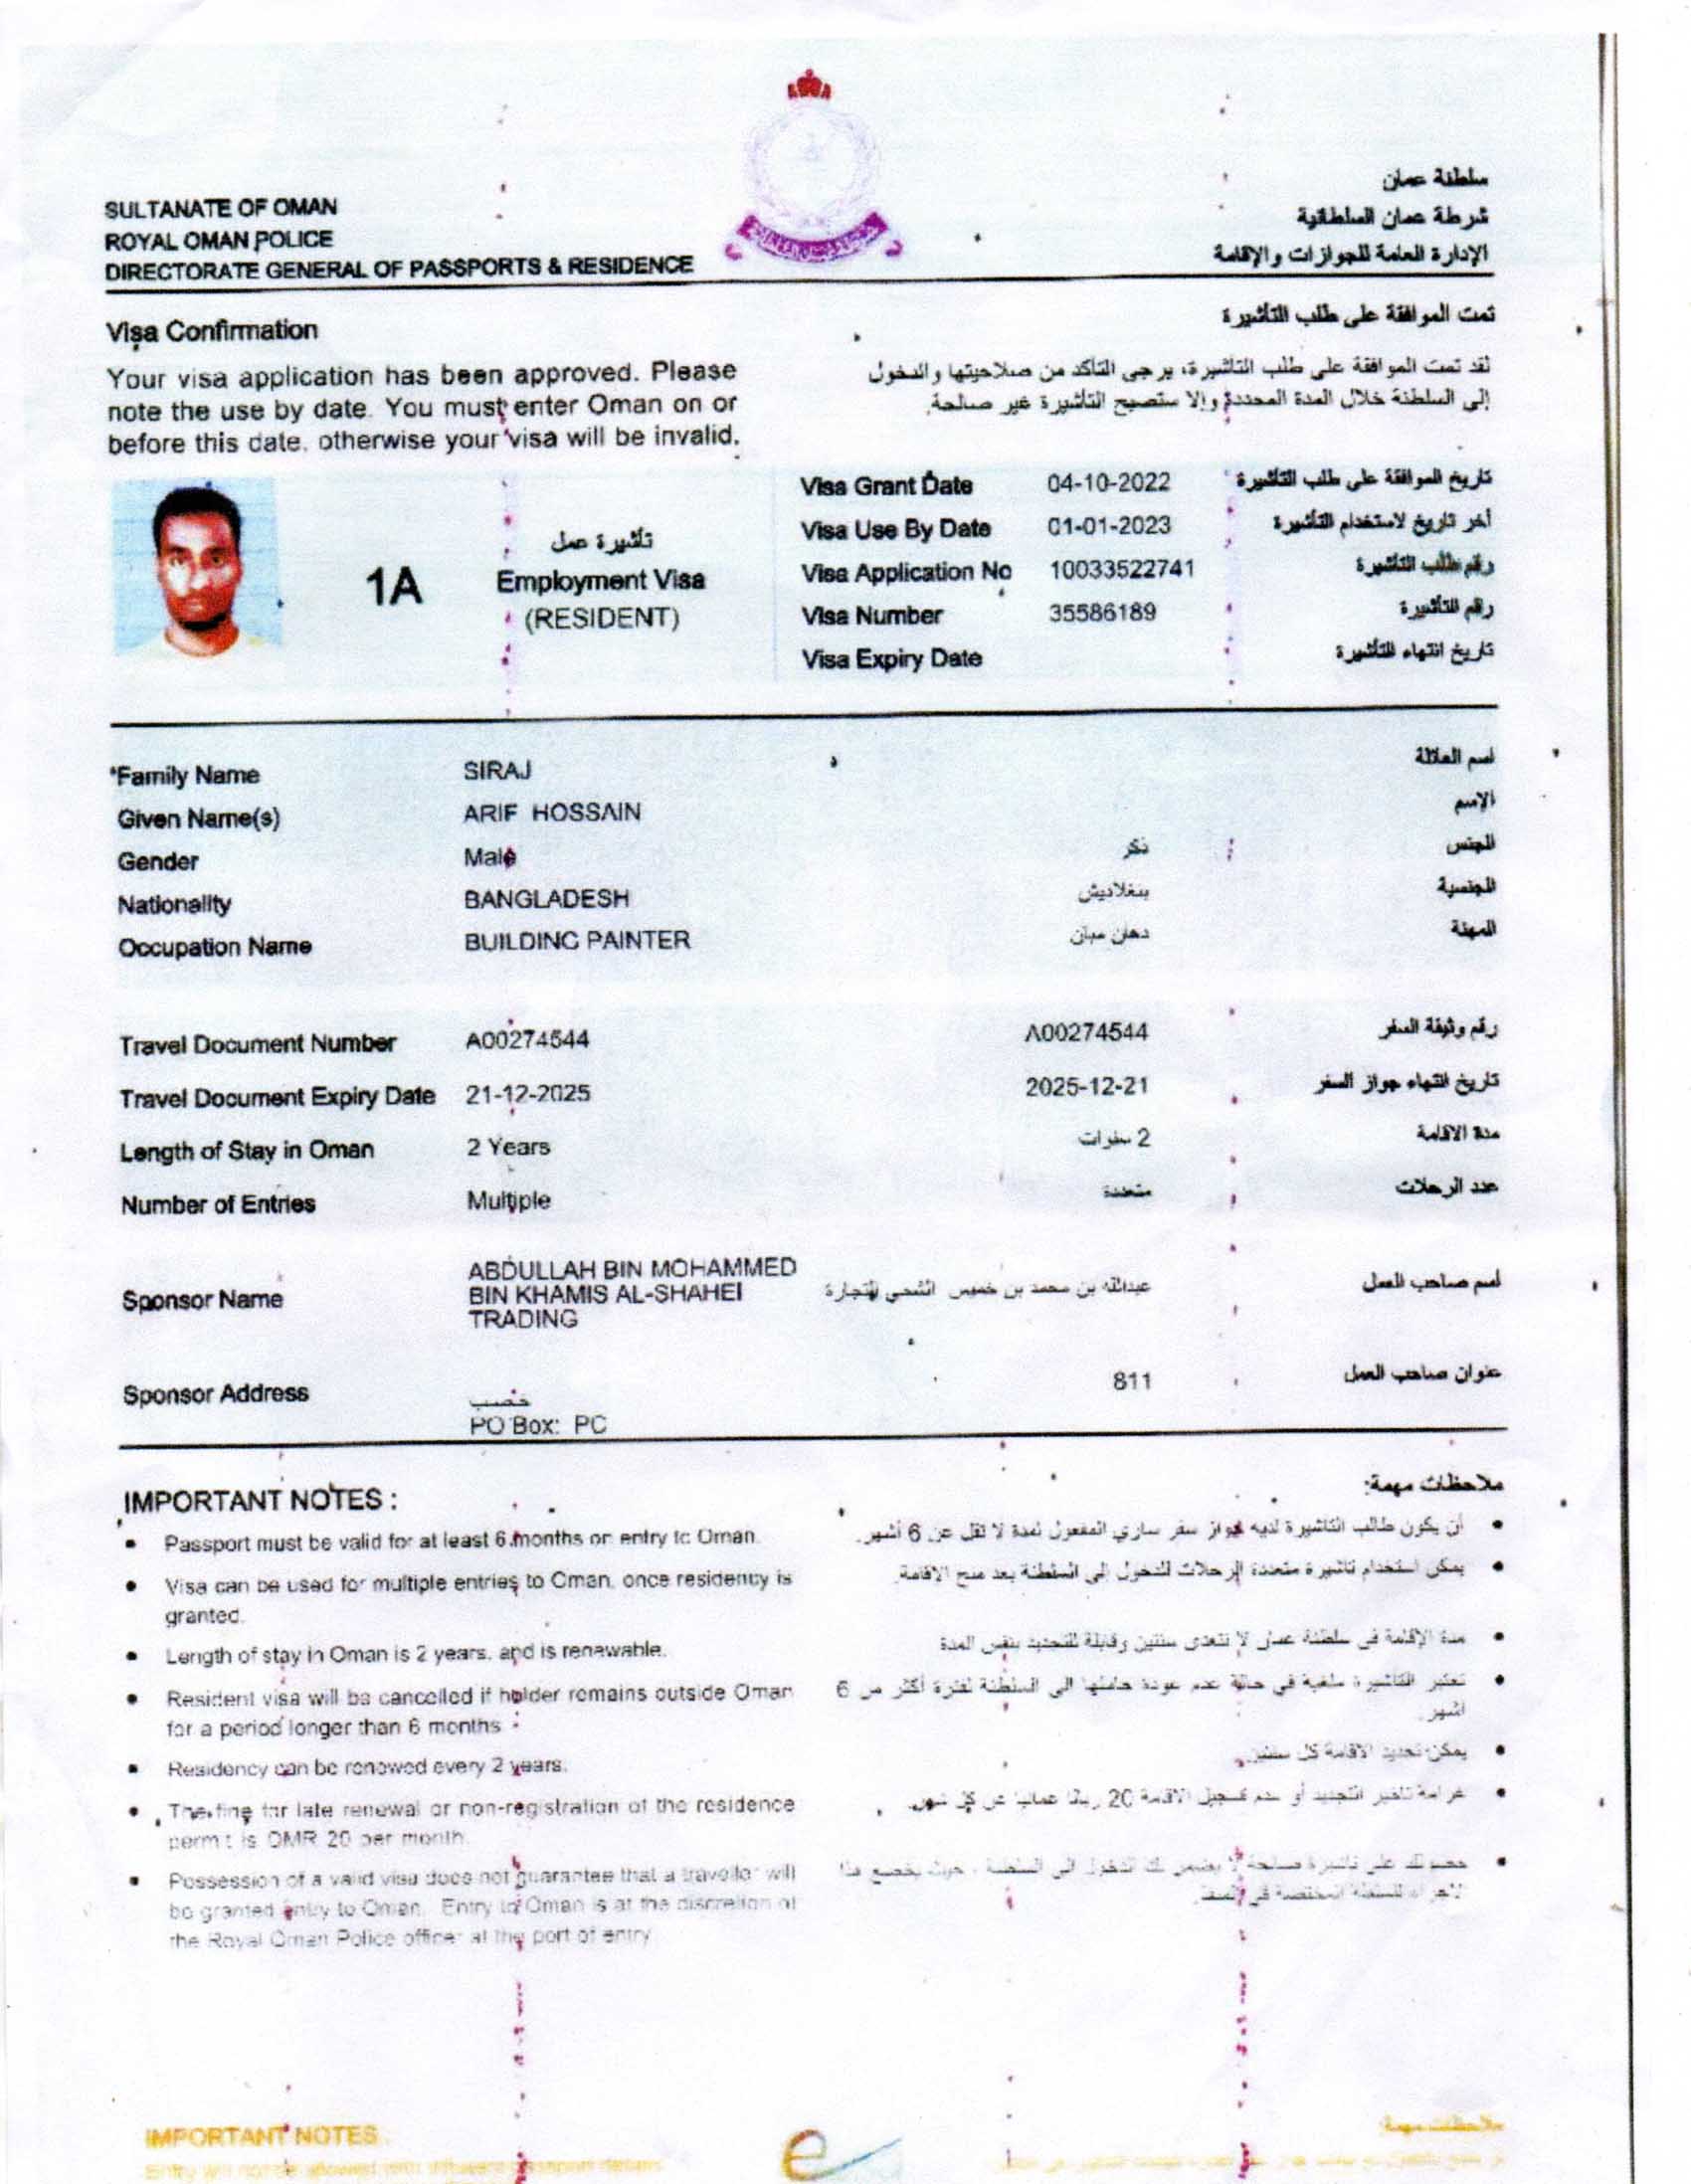 SULTANATE OF OMAN
ROYAL OMAN POLICE
DIRECTORATE GENERAL OF PASSPORTS & RESIDENCE
سلطنة عمان
شرطة عمان السلطانية
الإدارة العامة للجوازات والإقامة
Visa Confirmation
Your visa application has been approved. Please
note the use by date. You must enter Oman on or
before this date, otherwise your visa will be invalid.
تمت الموافقة على طلب التأشيرة
لقد تمت الموافقة على طلب التأشيرة، يرجى التأكد من صلاحيتها والدخول
إلى السلطنة خلال المدة المحددة وإلا ستصبح التأشيرة غير صالحة.
1A
تأشيرة عمل
Employment Visa
(RESIDENT)
Visa Grant Date 04-10-2022 تاريخ الموافقة على طلب التأشيرة
Visa Use By Date 01-01-2023 أخر تاريخ لاستخدام التأشيرة
Visa Application No 10033522741 رقم طلب التأشيرة
Visa Number 35586189 رقم التأشيرة
Visa Expiry Date تاريخ انتهاء التأشيرة
Family Name SIRAJ اسم العائلة
Given Name(s) ARIF HOSSAIN الاسم
Gender Male ذكر الجنس
Nationality BANGLADESH بنغلاديش الجنسية
Occupation Name BUILDING PAINTER دهان مبان المهنة
Travel Document Number A00274544 A00274544 رقم وثيقة السفر
Travel Document Expiry Date 21-12-2025 2025-12-21 تاريخ انتهاء جواز السفر
Length of Stay in Oman 2 Years 2 سنوات مدة الاقامة
Number of Entries Multiple متعددة عدد الرحلات
Sponsor Name ABDULLAH BIN MOHAMMED
BIN KHAMIS AL-SHAHEI
TRADING
عبدالله بن محمد بن خميس الشحي للتجارة اسم صاحب العمل
Sponsor Address خصب 811 عنوان صاحب العمل
PO Box: PC
IMPORTANT NOTES :
Passport must be valid for at least 6 months on entry to Oman.
Visa can be used for multiple entries to Oman, once residency is
granted.
Length of stay in Oman is 2 years, and is renewable.
Resident visa will be cancelled if holder remains outside Oman
for a period longer than 6 months
Residency can be renewed every 2 years.
The fine for late renewal or non-registration of the residence
permit is OMR 20 per month.
Possession of a valid visa does not guarantee that a traveller will
be granted entry to Oman. Entry to Oman is at the discretion of
the Royal Oman Police officer at the port of entry
ملاحظات مهمة:
أن يكون طالب التاشيرة لديه جواز سفر ساري المفعول لمدة لا تقل عن 6 أشهر.
يمكن استخدام تاشيرة متعددة الرحلات للدخول إلى السلطنة بعد منح الاقامة.
مدة الإقامة في سلطنة عمان لا تتعدى سنتين وقابلة للتجديد بنفس المدة
تعتبر التاشيرة ملغية في حالة عدم عودة حاملها الى السلطنة لفترة أكثر من 6
اشهر.
يمكن تجديد الاقامة كل سنتين.
غرامة تاخير التجديد أو عدم تسجيل الاقامة 20 ريالا عمانيا عن كل شهر.
حصولك على تاشيرة صالحة لا يضمن لك الدخول الى السلطنة ، حيث يخضع هذا
IMPORTANT NOTES
ملاحظات مهمة